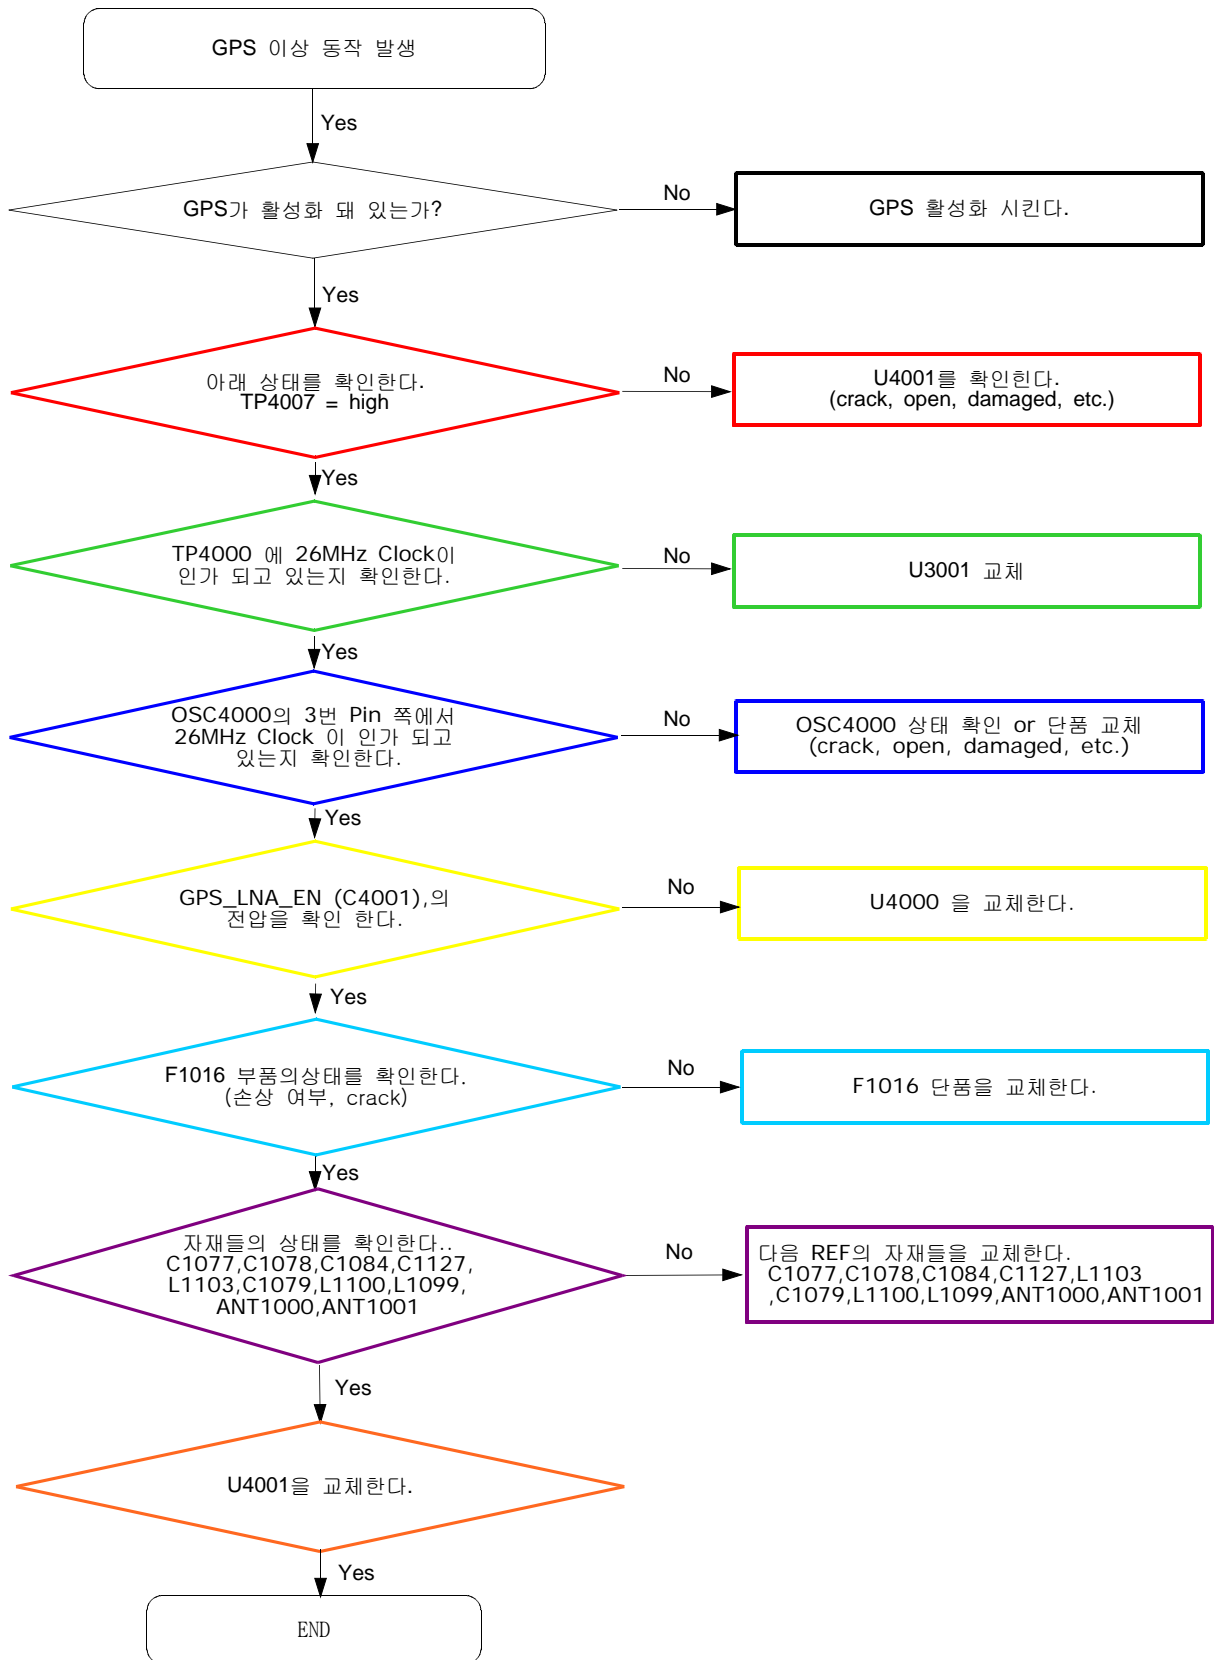 GPS 이상 동작 발생
Yes
GPS가 활성화 돼 있는가?
No
GPS 활성화 시킨다.
Yes
아래 상태를 확인한다.
TP4007 = high
No
U4001를 확인힌다.
(crack, open, damaged, etc.)
Yes
TP4000 에 26MHz Clock이
인가 되고 있는지 확인한다.
No
U3001 교체
Yes
OSC4000의 3번 Pin 쪽에서
26MHz Clock 이 인가 되고
있는지 확인한다.
No
OSC4000 상태 확인 or 단품 교체
(crack, open, damaged, etc.)
Yes
GPS_LNA_EN (C4001),의
전압을 확인 한다.
No
U4000 을 교체한다.
Yes
F1016 부품의상태를 확인한다.
(손상 여부, crack)
No
F1016 단품을 교체한다.
Yes
자재들의 상태를 확인한다..
C1077,C1078,C1084,C1127,
L1103,C1079,L1100,L1099,
ANT1000,ANT1001
No
다음 REF의 자재들을 교체한다.
C1077,C1078,C1084,C1127,L1103
,C1079,L1100,L1099,ANT1000,ANT1001
Yes
U4001을 교체한다.
Yes
END